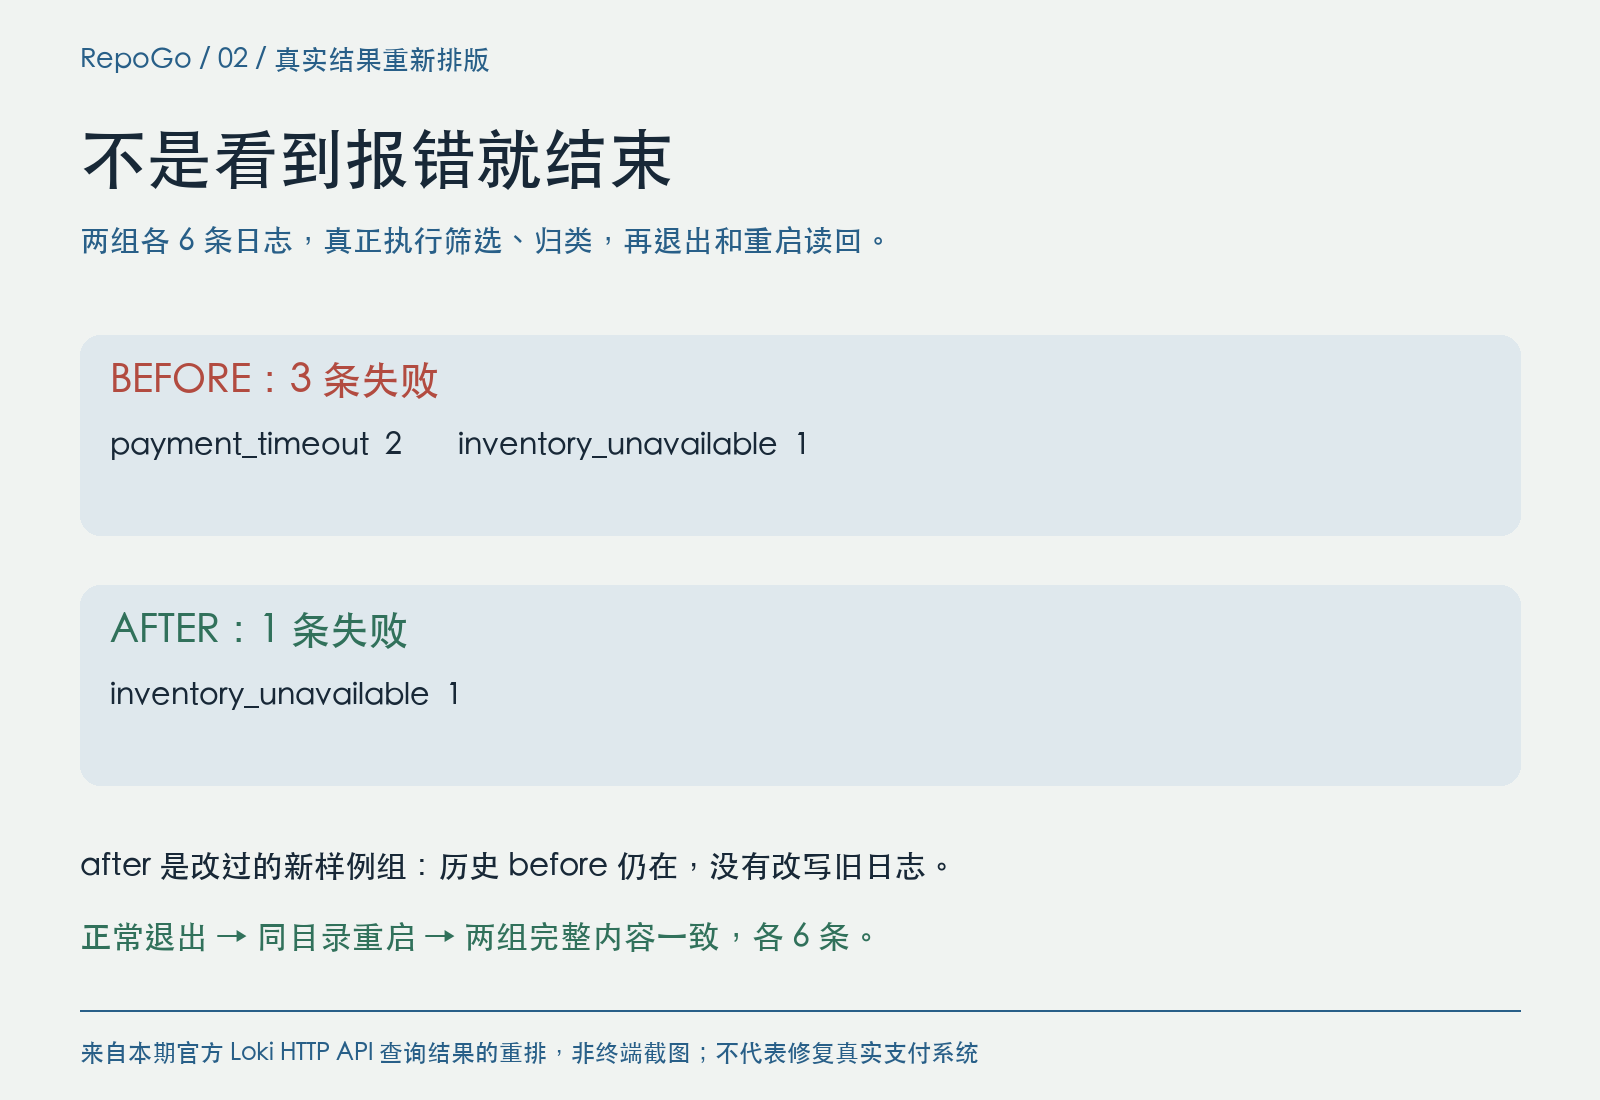 RepoGo / 02 / 真实结果重新排版
不是看到报错就结束
两组各 6 条日志，真正执行筛选、归类，再退出和重启读回。
BEFORE：3 条失败
payment_timeout 2 inventory_unavailable 1
AFTER：1 条失败
inventory_unavailable 1
after 是改过的新样例组：历史 before 仍在，没有改写旧日志。
正常退出 → 同目录重启 → 两组完整内容一致，各 6 条。
来自本期官方 Loki HTTP API 查询结果的重排，非终端截图；不代表修复真实支付系统